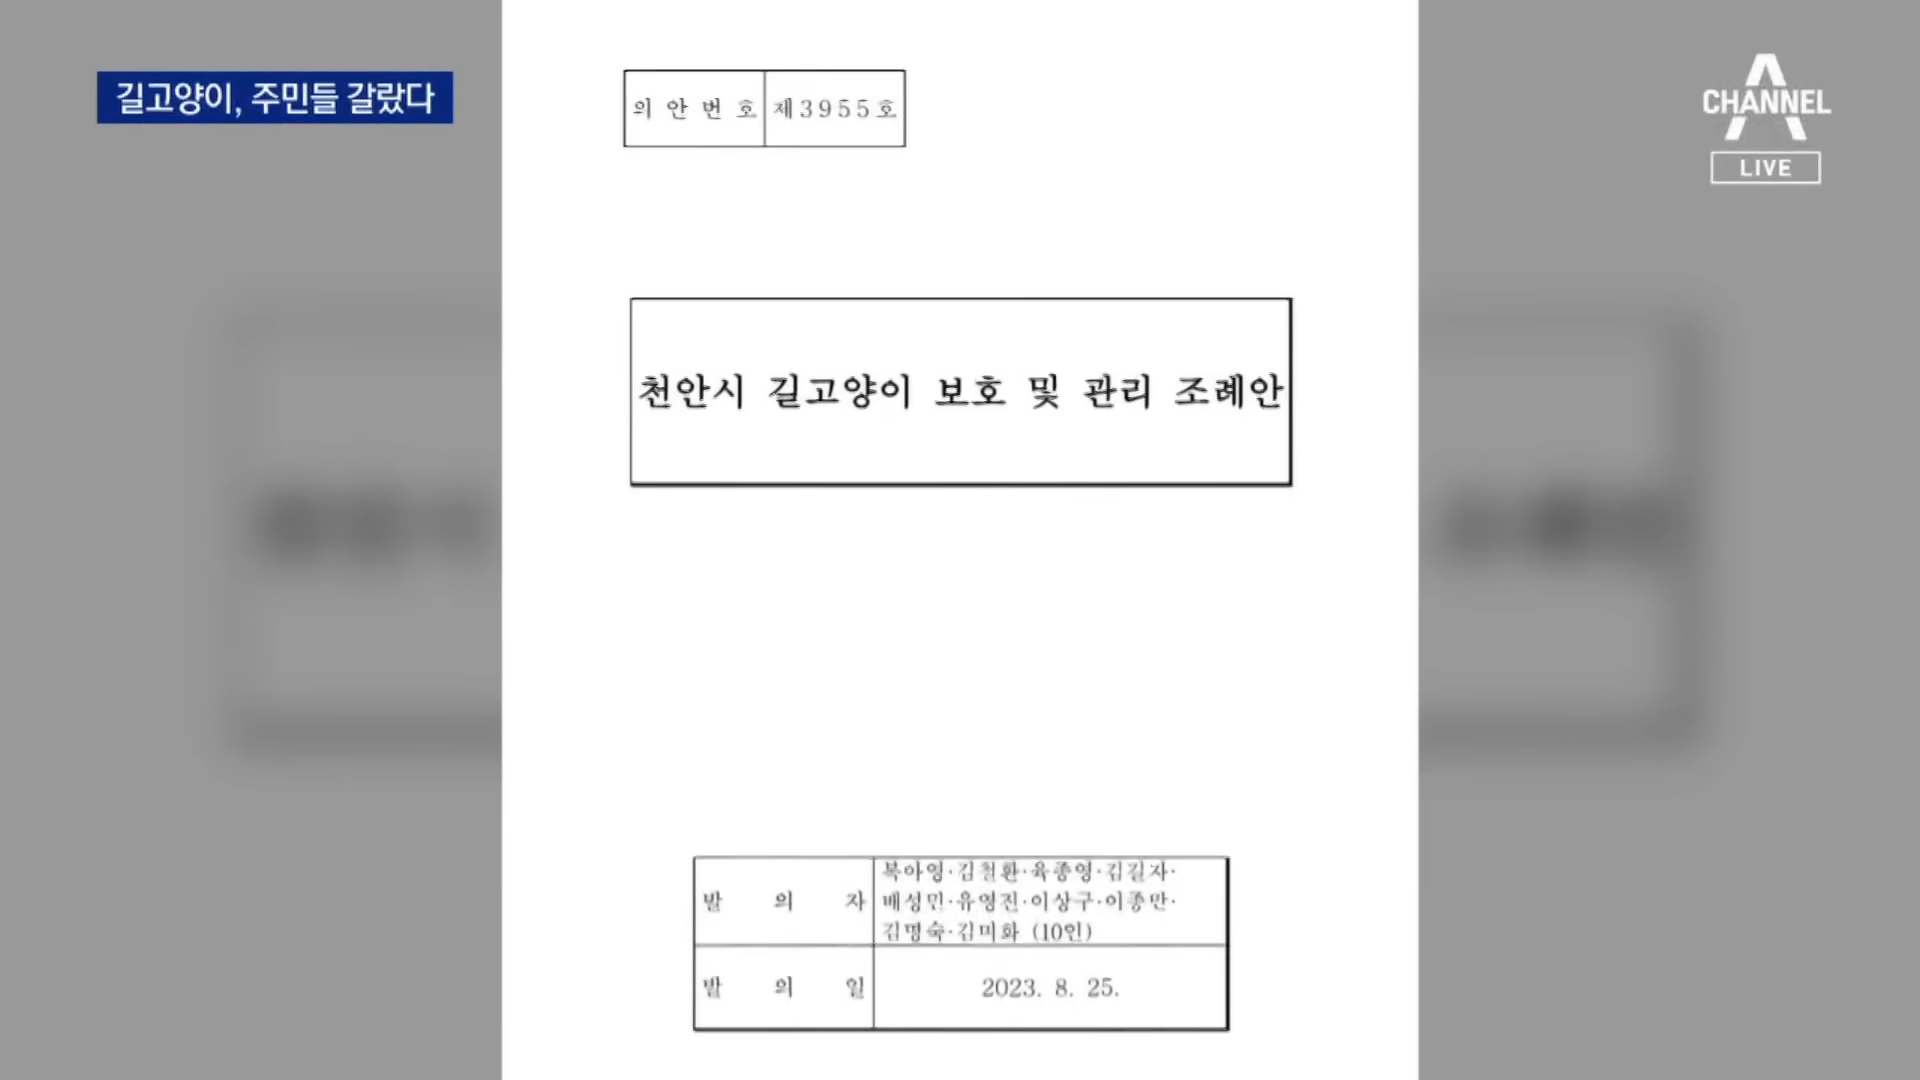 길고양이, 주민들 갈랐다
CHANNEL A
LIVE
의 안 번 호 제3955호
천안시 길고양이 보호 및 관리 조례안
발 의 자
복아영·김철환·육종영·김길자·
배성민·유영진·이상구·이종만·
김명숙·김미화 (10인)
발 의 일 2023. 8. 25.